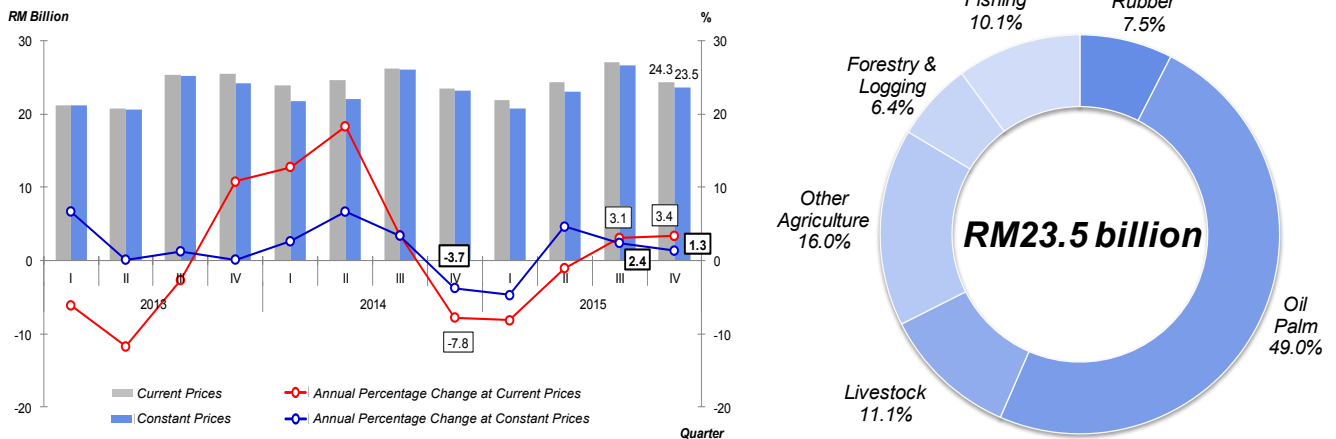 RM Billion
%
30
30
24.3
23.5
20
20
10
10
3.1
3.4
1.3
2.4
-3.7
0
0
I
II
III
IV
I
II
III
IV
I
II
III
IV
2013
2014
2015
-7.8
-10
-10
Current Prices
Annual Percentage Change at Current Prices
Constant Prices
Annual Percentage Change at Constant Prices
-20
-20
Quarter
Fishing
10.1%
Rubber
7.5%
Forestry &
Logging
6.4%
Other
Agriculture
16.0%
RM23.5 billion
Oil
Palm
49.0%
Livestock
11.1%